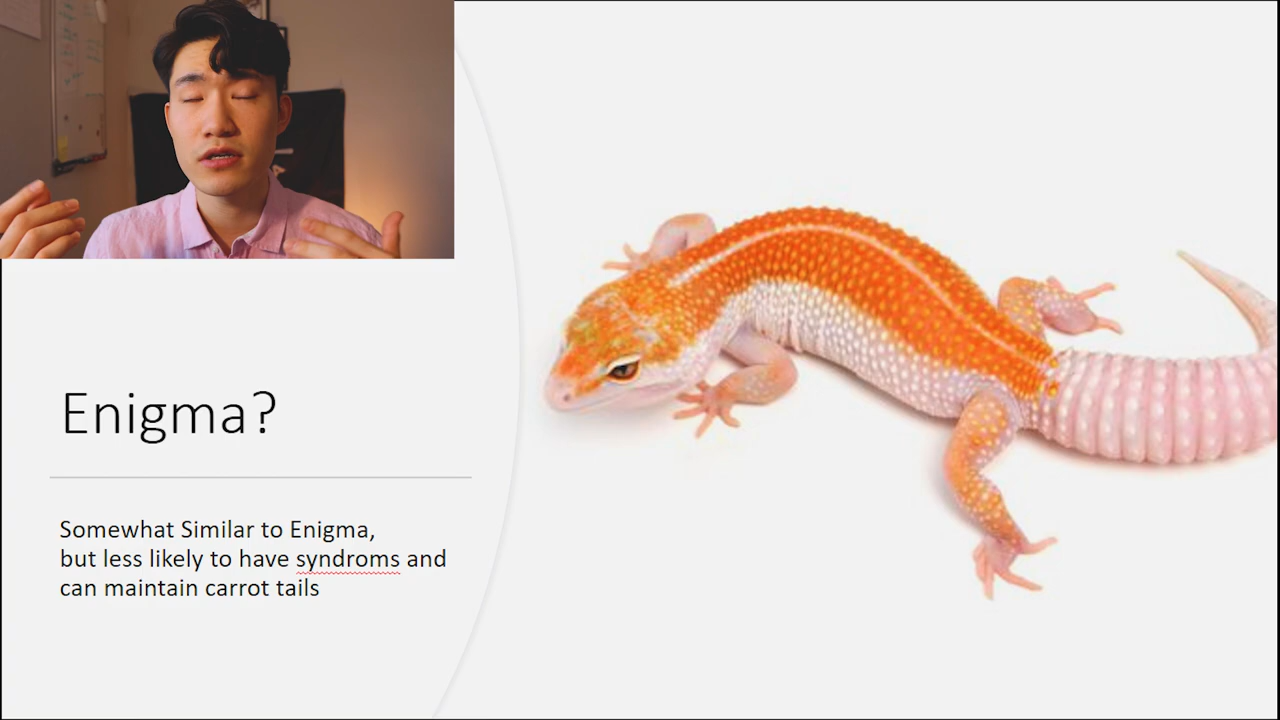 Enigma?
Somewhat Similar to Enigma,
but less likely to have syndroms and
can maintain carrot tails